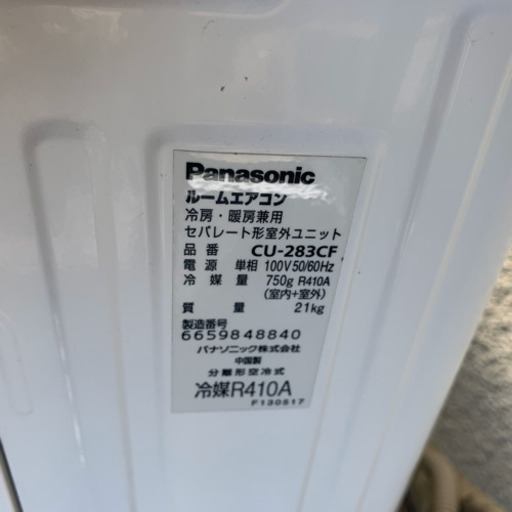 Panasonic
ルームエアコン
冷房・暖房兼用
セパレート形室外ユニット
品番 CU-283CF
電源 単相 100V 50/60Hz
冷媒量 750g R410A
(室内+室外)
質量 21kg
製造番号
6659848840
パナソニック株式会社
中国製
分離形空冷式
冷媒R410A
F130517